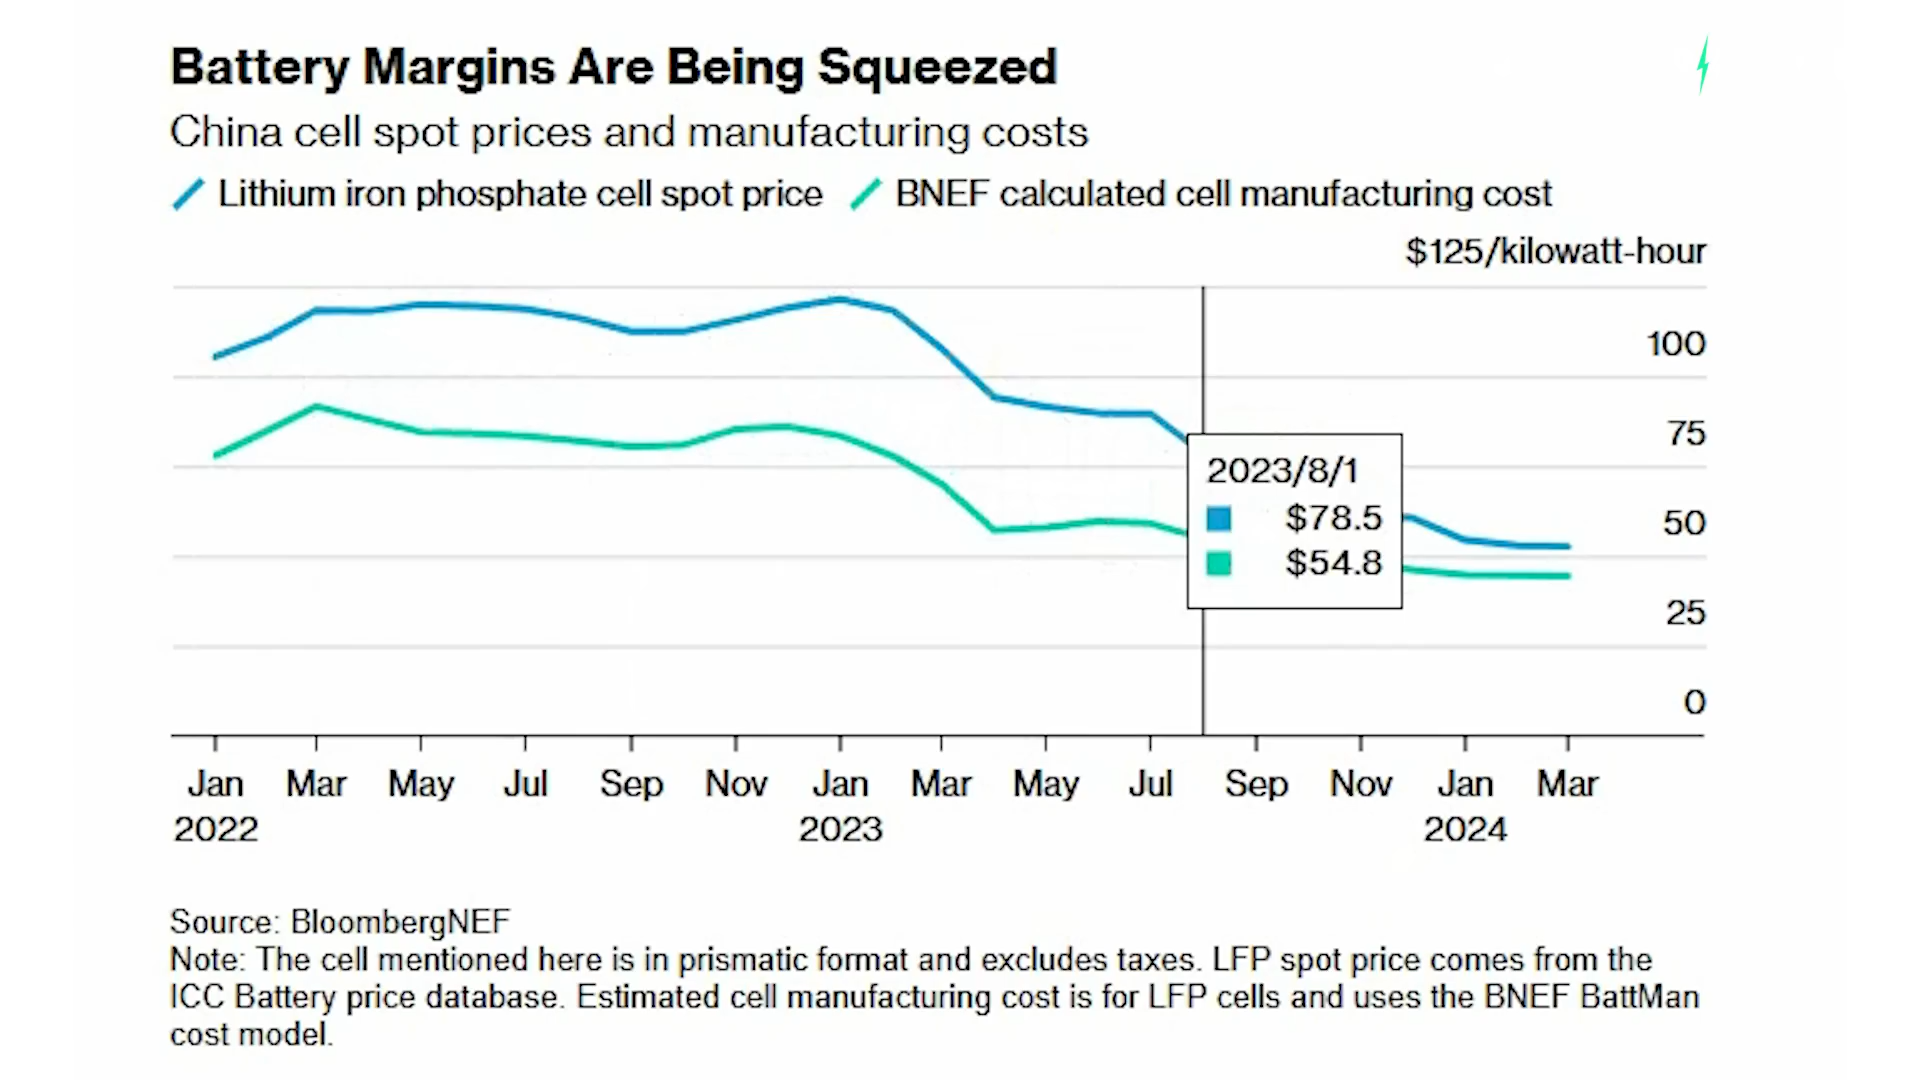 Battery Margins Are Being Squeezed
China cell spot prices and manufacturing costs
Lithium iron phosphate cell spot price BNEF calculated cell manufacturing cost
$125/kilowatt-hour
100
75
2023/8/1
$78.5
50
$54.8
25
0
Jan Mar May Jul Sep Nov Jan Mar May Jul Sep Nov Jan Mar
2022 2023 2024
Source: BloombergNEF
Note: The cell mentioned here is in prismatic format and excludes taxes. LFP spot price comes from the
ICC Battery price database. Estimated cell manufacturing cost is for LFP cells and uses the BNEF BattMan
cost model.